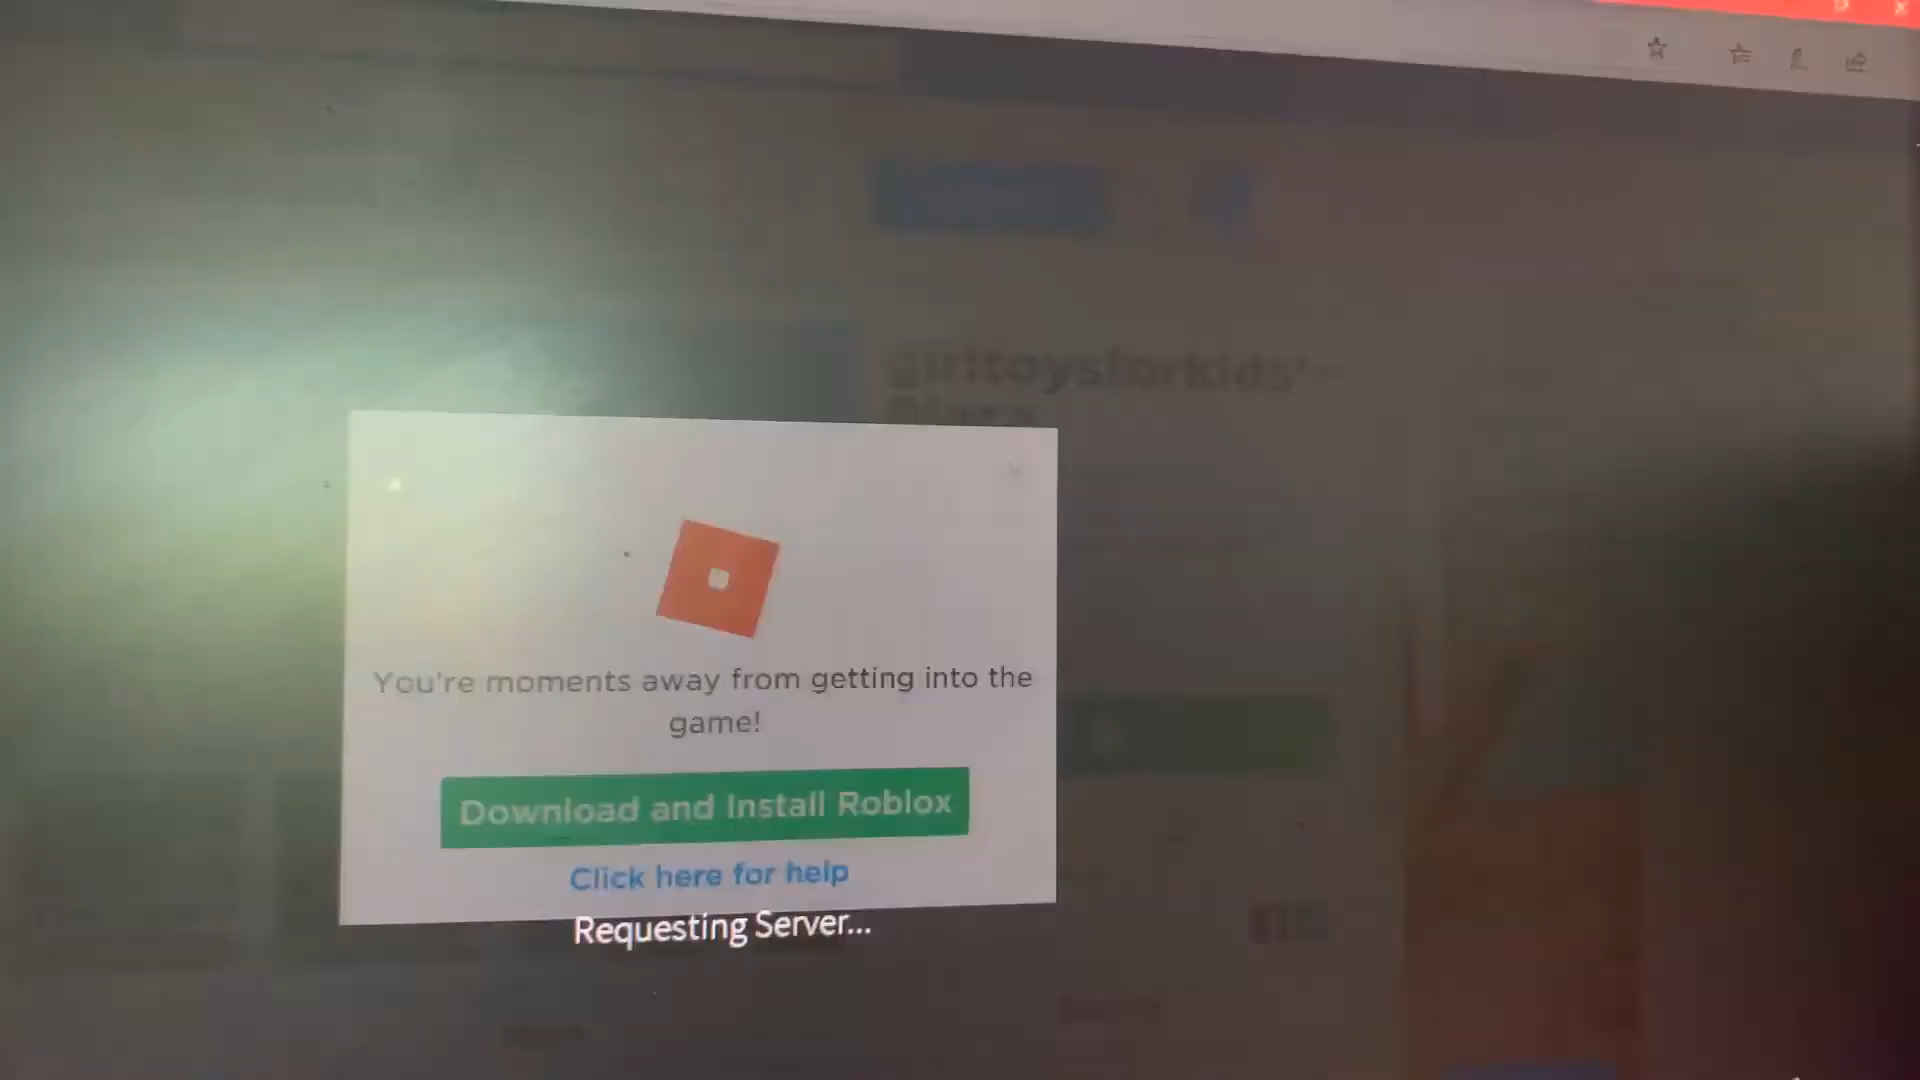 girltoysforkids'
You're moments away from getting into the
game!
Download and Install Roblox
Click here for help
Requesting Server...